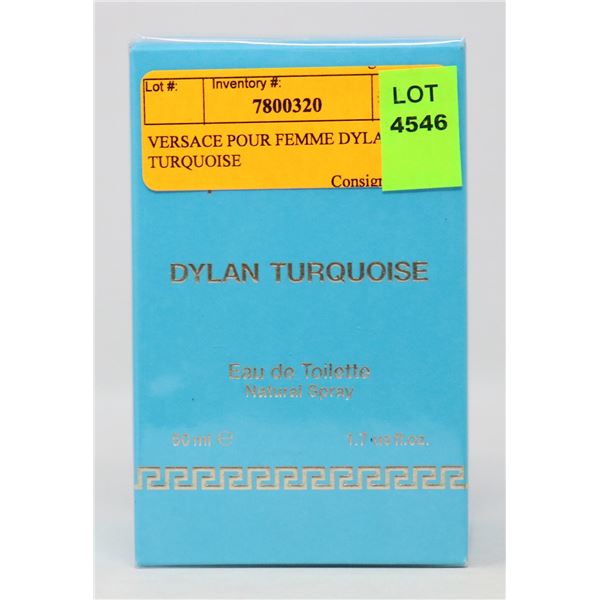 Lot #:
Inventory #:
7800320
LOT
4546
VERSACE POUR FEMME DYLA
TURQUOISE
Consign
DYLAN TURQUOISE
Eau de Toilette
Natural Spray
50 ml e
1.7 us fl.oz.